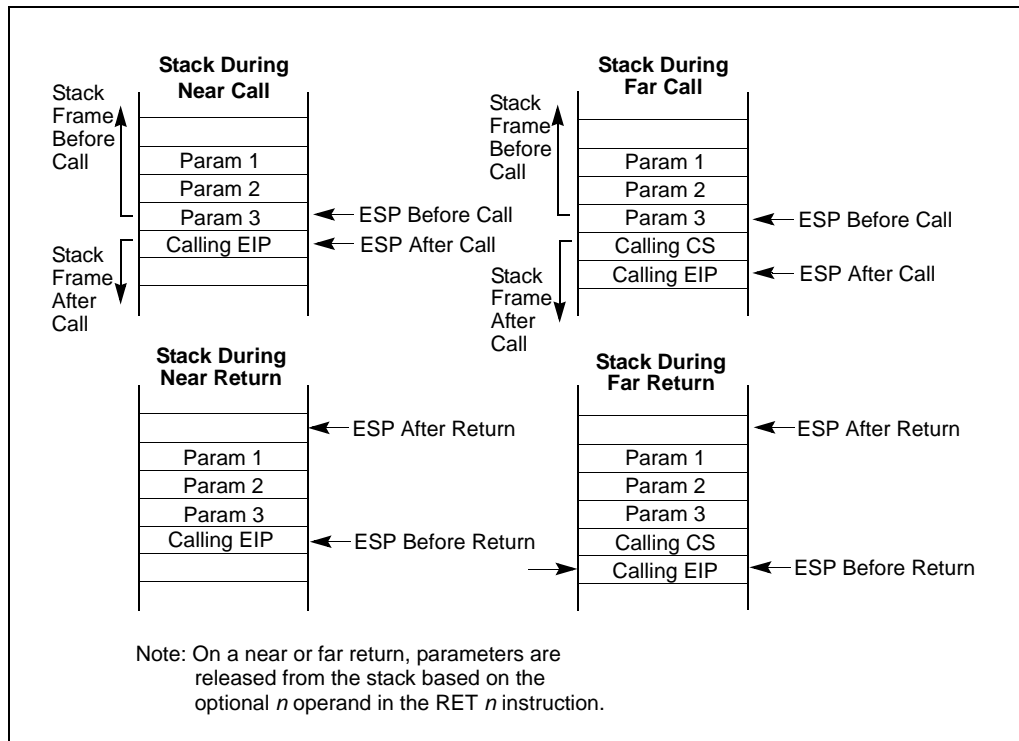 Stack During
Near Call
Stack
Frame
Before
Call
Param 1
Param 2
Param 3
ESP Before Call
Calling EIP
ESP After Call
Stack
Frame
After
Call
Stack During
Far Call
Stack
Frame
Before
Call
Param 1
Param 2
Param 3
ESP Before Call
Calling CS
Calling EIP
ESP After Call
Stack
Frame
After
Call
Stack During
Near Return
ESP After Return
Param 1
Param 2
Param 3
Calling EIP
ESP Before Return
Stack During
Far Return
ESP After Return
Param 1
Param 2
Param 3
Calling CS
Calling EIP
ESP Before Return
Note: On a near or far return, parameters are
released from the stack based on the
optional n operand in the RET n instruction.